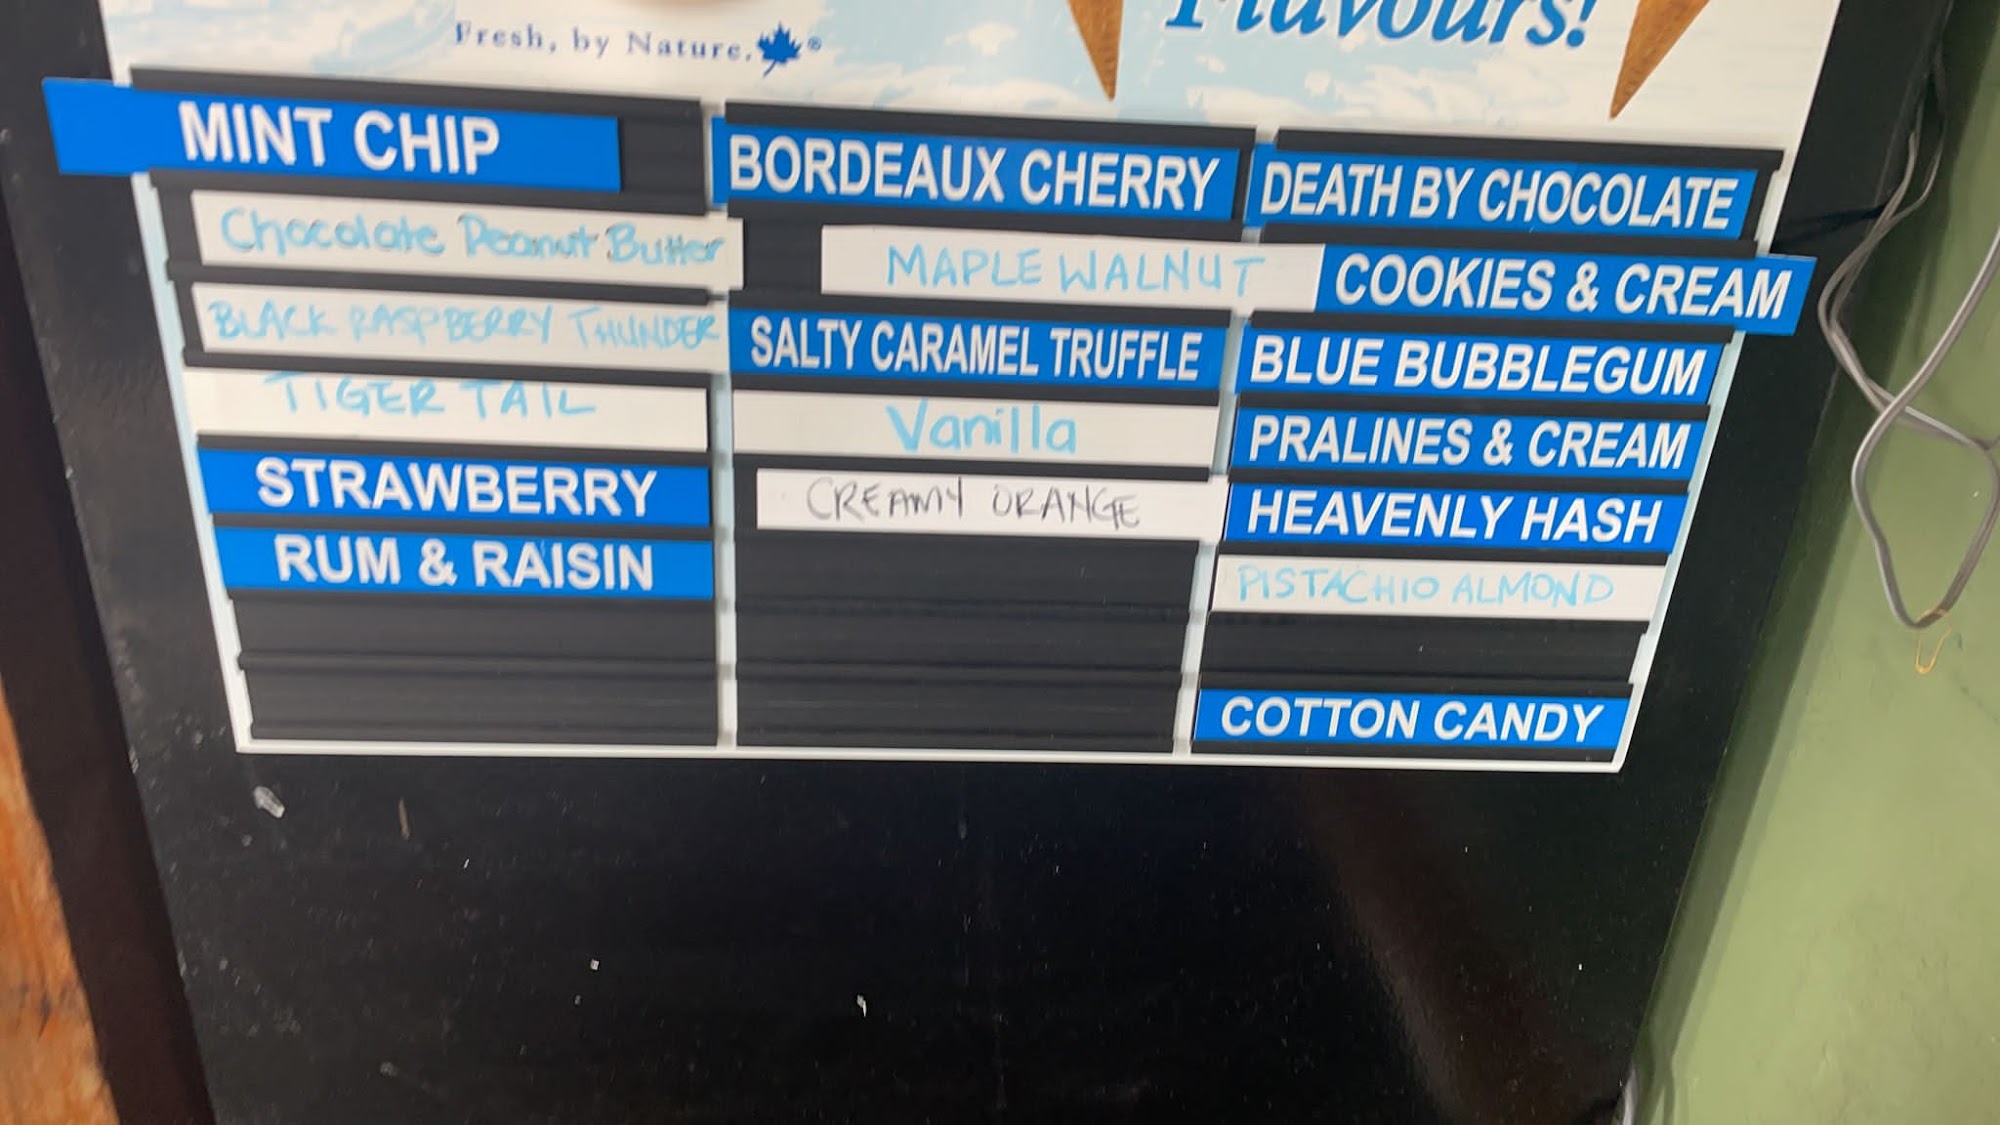 Fresh, by Nature.®
Flavours!
MINT CHIP
Chocolate Peanut Butter
BLACK RASPBERRY THUNDER
TIGER TAIL
STRAWBERRY
RUM & RAISIN
BORDEAUX CHERRY
MAPLE WALNUT
SALTY CARAMEL TRUFFLE
Vanilla
CREAMY ORANGE
DEATH BY CHOCOLATE
COOKIES & CREAM
BLUE BUBBLEGUM
PRALINES & CREAM
HEAVENLY HASH
PISTACHIO ALMOND
COTTON CANDY